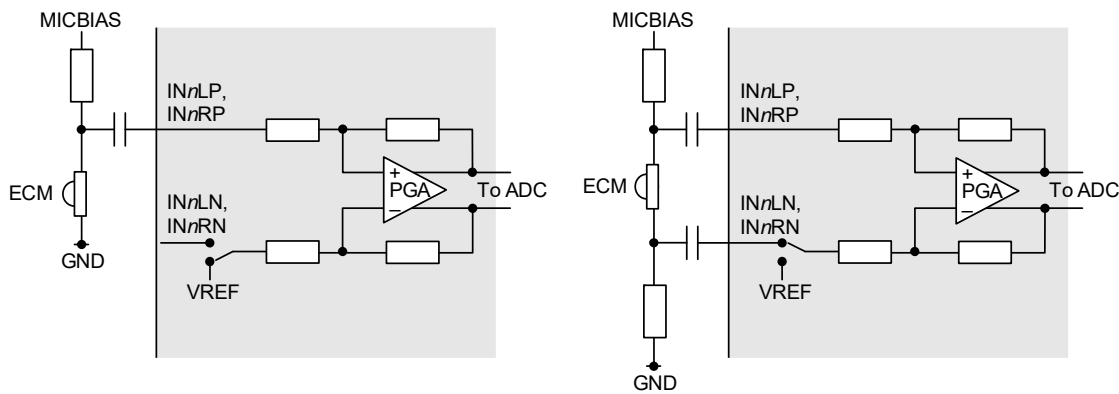 MICBIAS
INnLP,
INnRP
+
PGA
–
To ADC
ECM
INnLN,
INnRN
GND
VREF
MICBIAS
INnLP,
INnRP
+
PGA
–
To ADC
ECM
INnLN,
INnRN
VREF
GND